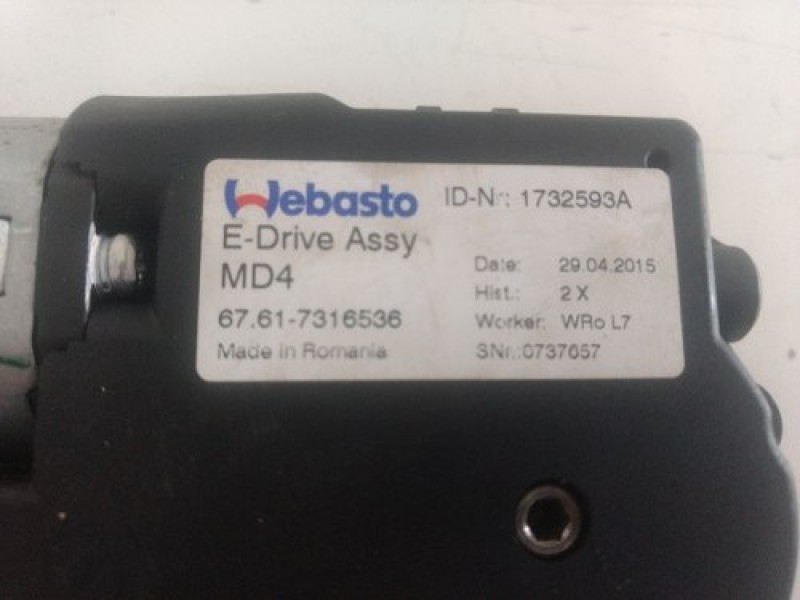 Webasto
E-Drive Assy
MD4
67.61-7316536
Made in Romania
ID-Nr: 1732593A
Date: 29.04.2015
Hist.: 2 X
Worker: WRo L7
SNr.:0737657